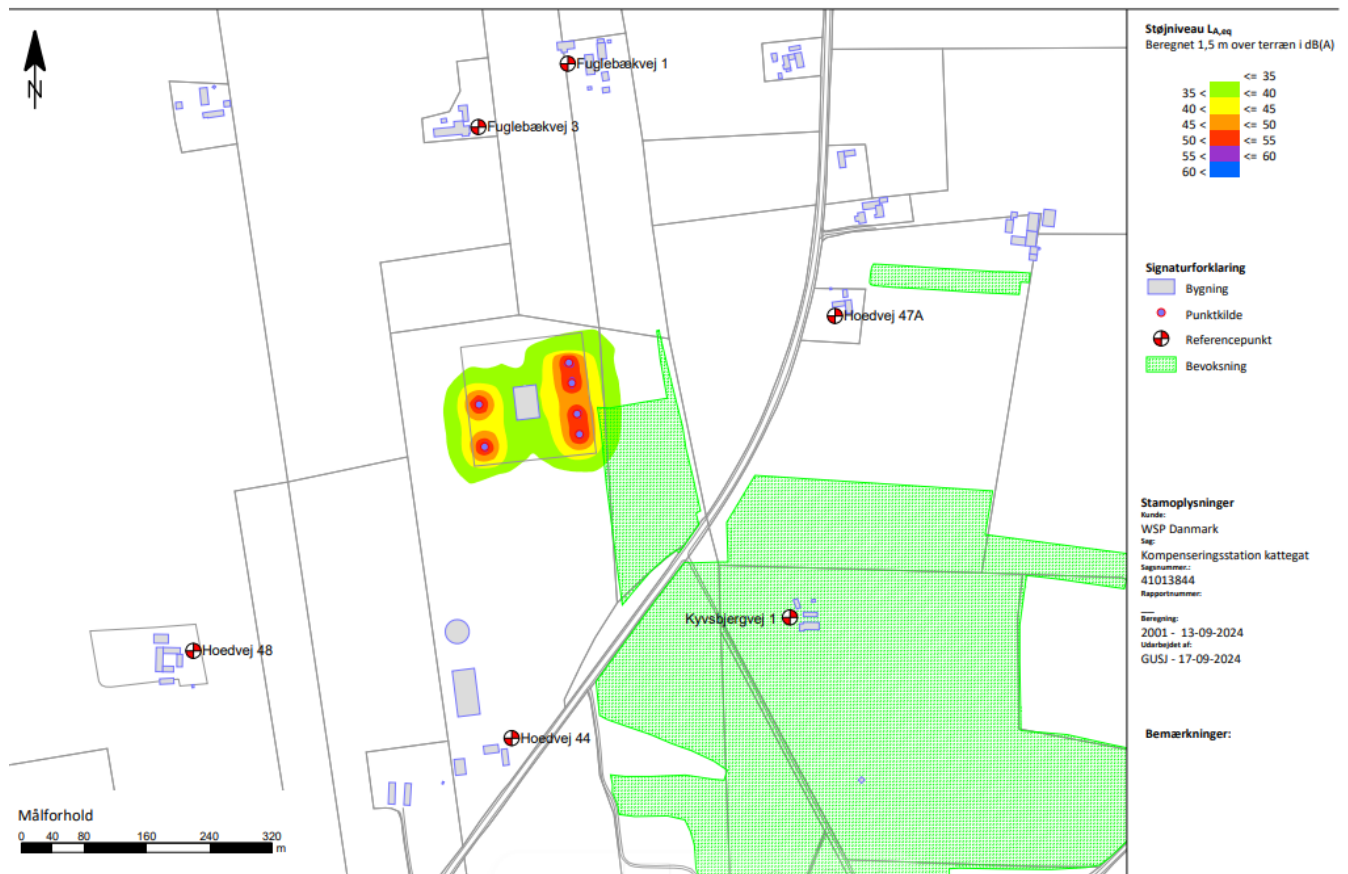 N
Fuglebækvej 1
Fuglebækvej 3
Hoedvej 47A
Kyvsbjergvej 1
Hoedvej 48
Hoedvej 44
Målforhold
0 40 80 160 240 320
m
Støjniveau LA,eq
Beregnet 1,5 m over terræn i dB(A)
<= 35
35 < <= 40
40 < <= 45
45 < <= 50
50 < <= 55
55 < <= 60
60 <
Signaturforklaring
Bygning
Punktkilde
Referencepunkt
Bevoksning
Stamoplysninger
Kunde:
WSP Danmark
Sag:
Kompenseringsstation kattegat
Sagsnummer.:
41013844
Rapportnummer:
__
Beregning:
2001 - 13-09-2024
Udarbejdet af:
GUSJ - 17-09-2024
Bemærkninger: